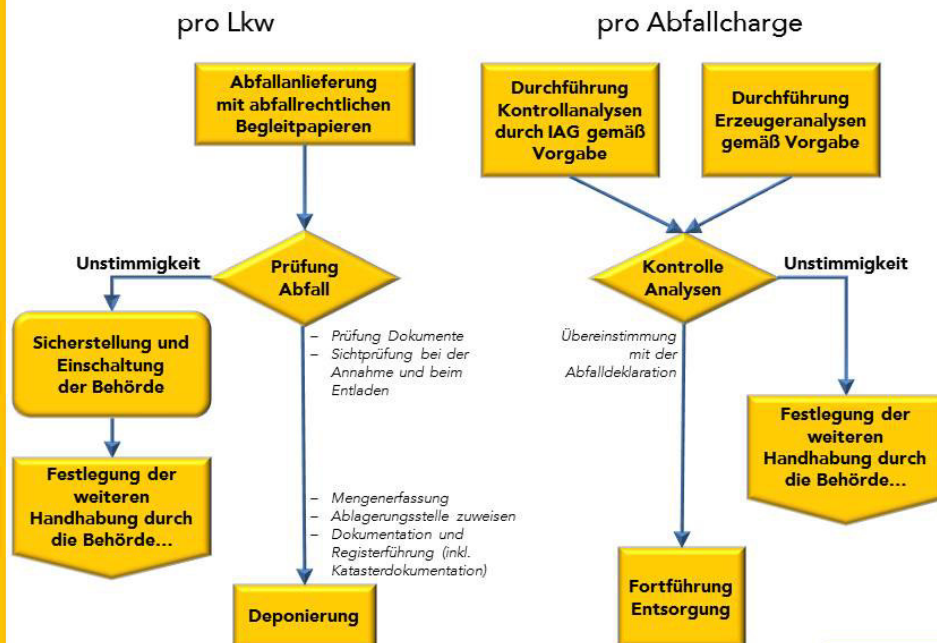 pro Lkw
Abfallanlieferung
mit abfallrechtlichen
Begleitpapieren
Unstimmigkeit
Prüfung
Abfall
Sicherstellung und
Einschaltung
der Behörde
– Prüfung Dokumente
– Sichtprüfung bei der
Annahme und beim
Entladen
Festlegung der
weiteren
Handhabung durch
die Behörde...
– Mengenerfassung
– Ablagerungsstelle zuweisen
– Dokumentation und
Registerführung (inkl.
Katasterdokumentation)
Deponierung
pro Abfallcharge
Durchführung
Kontrollanalysen
durch IAG gemäß
Vorgabe
Durchführung
Erzeugeranalysen
gemäß Vorgabe
Kontrolle
Analysen
Unstimmigkeit
Übereinstimmung
mit der
Abfalldeklaration
Festlegung der
weiteren
Handhabung durch
die Behörde...
Fortführung
Entsorgung